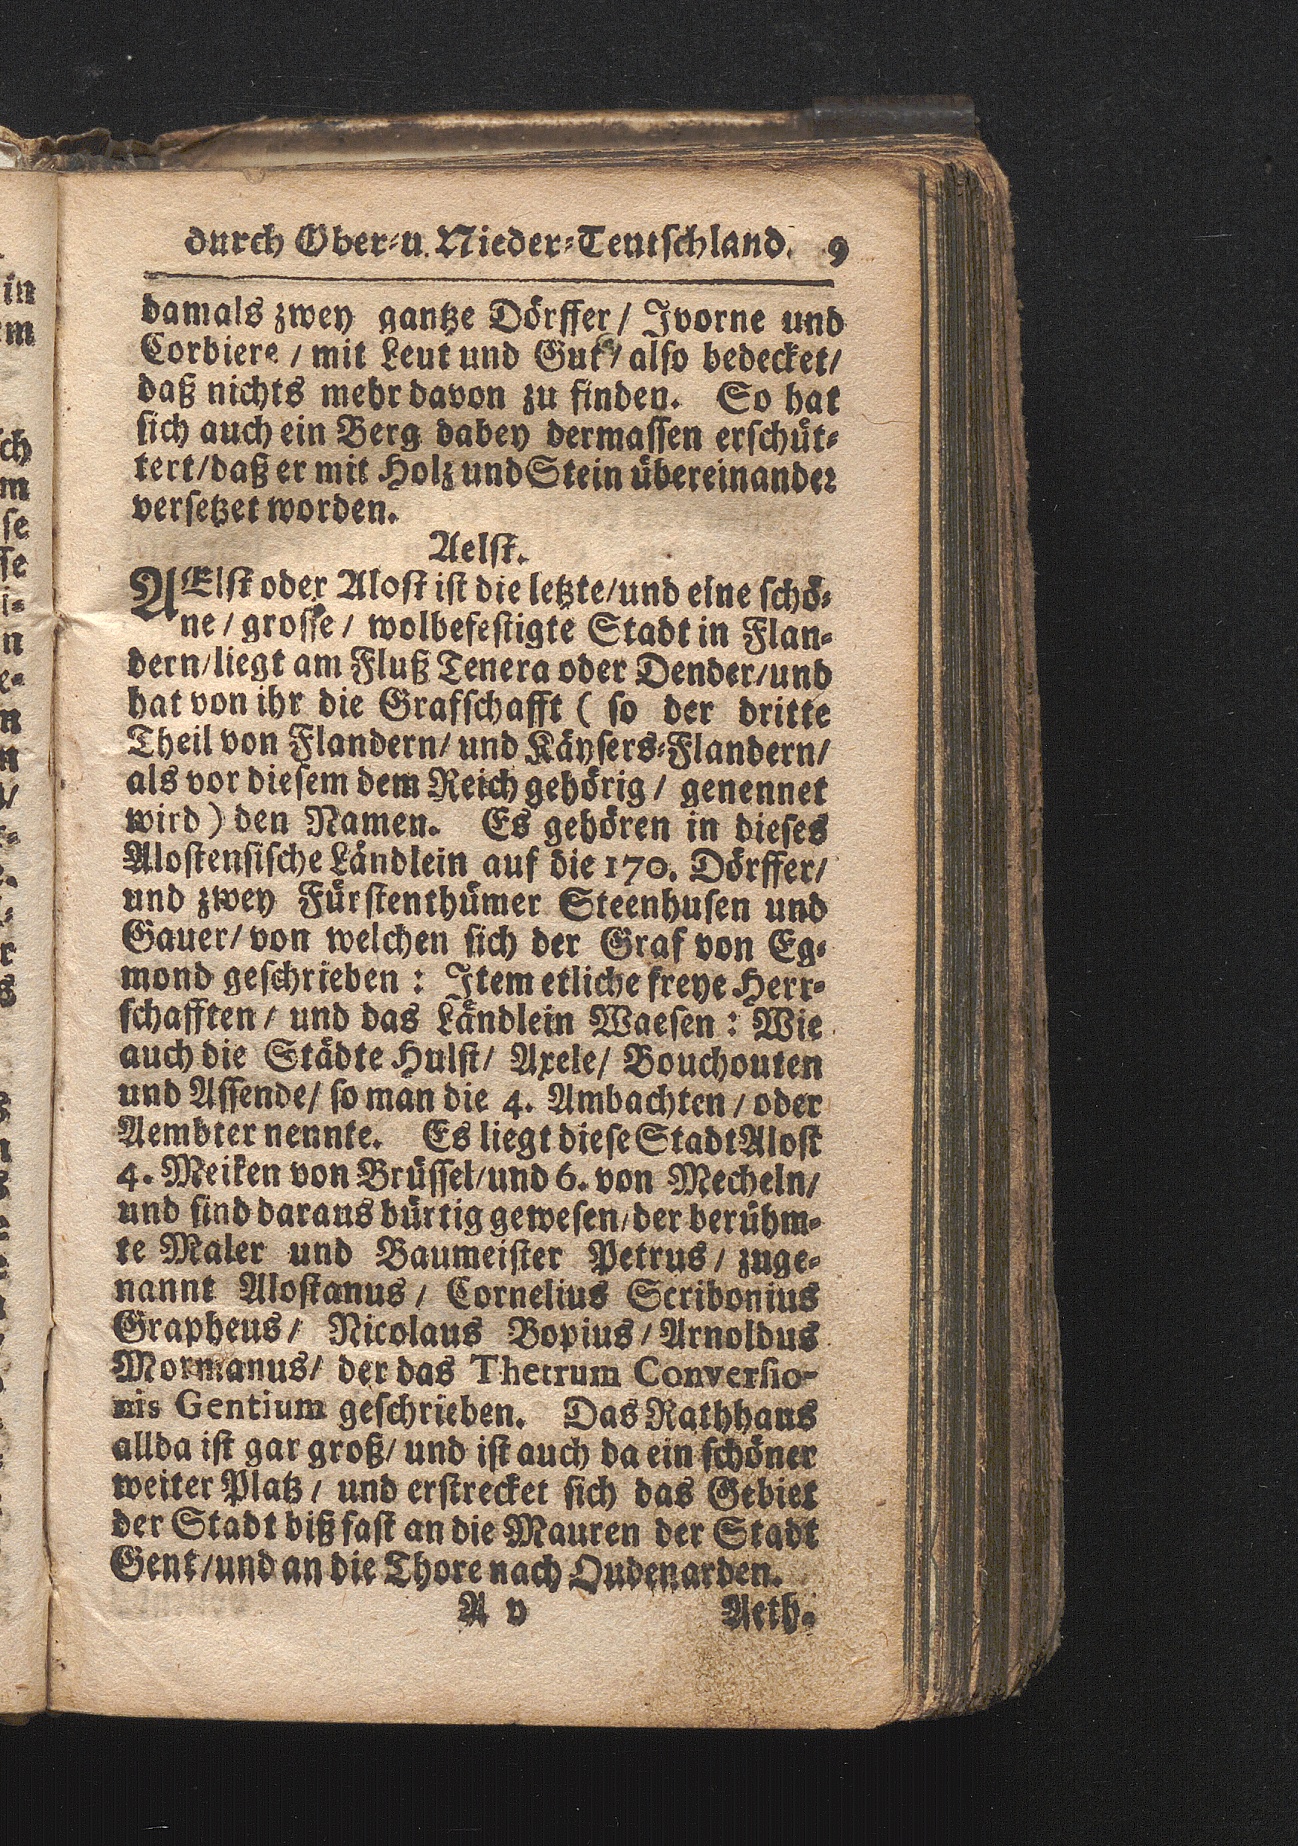 durch Ober-u. Nieder-Teutschland. 9
damals zwey gantze Dörffer / Jvorne und
Corbiere / mit Leut und Gut / also bedecket/
daß nichts mehr davon zu finden. So hat
sich auch ein Berg dabey dermassen erschüt-
tert/daß er mit Holz und Stein übereinander
versetzet worden.
Aelst.
AElst oder Alost ist die letzte/und eine schö-
ne / grosse / wolbefestigte Stadt in Flan-
dern/liegt am Fluß Tenera oder Dender/und
hat von ihr die Grafschafft ( so der dritte
Theil von Flandern/ und Käysers-Flandern/
als vor diesem dem Reich gehörig / genennet
wird ) den Namen. Es gehören in dieses
Alostensische Ländlein auf die 170. Dörffer/
und zwey Fürstenthümer Steenhusen und
Gauer/ von welchen sich der Graf von Eg-
mond geschrieben : Jtem etliche freye Herr-
schafften / und das Ländlein Waesen : Wie
auch die Städte Hulst/ Axele/ Bouchouten
und Assende/ so man die 4. Ambachten / oder
Aembter nennte. Es liegt diese Stadt Alost
4. Meiken von Brüssel/und 6. von Mecheln/
und sind daraus bürtig gewesen/der berühm-
te Maler und Baumeister Petrus / zuge-
nannt Alostanus / Cornelius Scribonius
Grapheus/ Nicolaus Bopius / Arnoldus
Mormanus/ der das Thetrum Conversio-
nis Gentium geschrieben. Das Rathhaus
allda ist gar groß/ und ist auch da ein schöner
weiter Platz / und erstrecket sich das Gebiet
der Stadt biß fast an die Mauren der Stadt
Gent/und an die Thore nach Oudenarden.
A v Aeth-